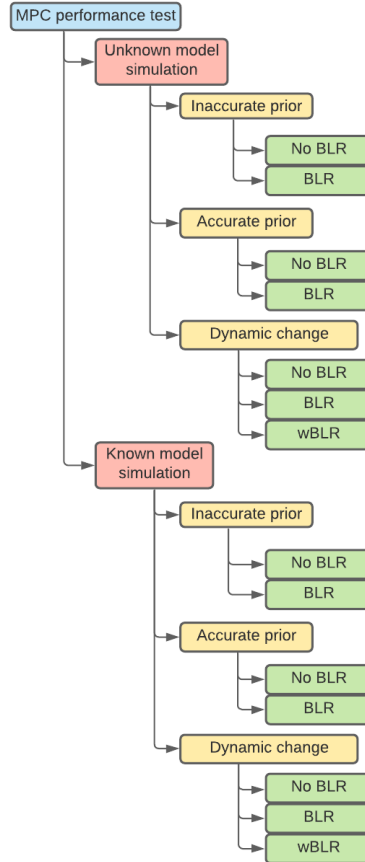 MPC performance test
Unknown model
simulation
Inaccurate prior
No BLR
BLR
Accurate prior
No BLR
BLR
Dynamic change
No BLR
BLR
wBLR
Known model
simulation
Inaccurate prior
No BLR
BLR
Accurate prior
No BLR
BLR
Dynamic change
No BLR
BLR
wBLR